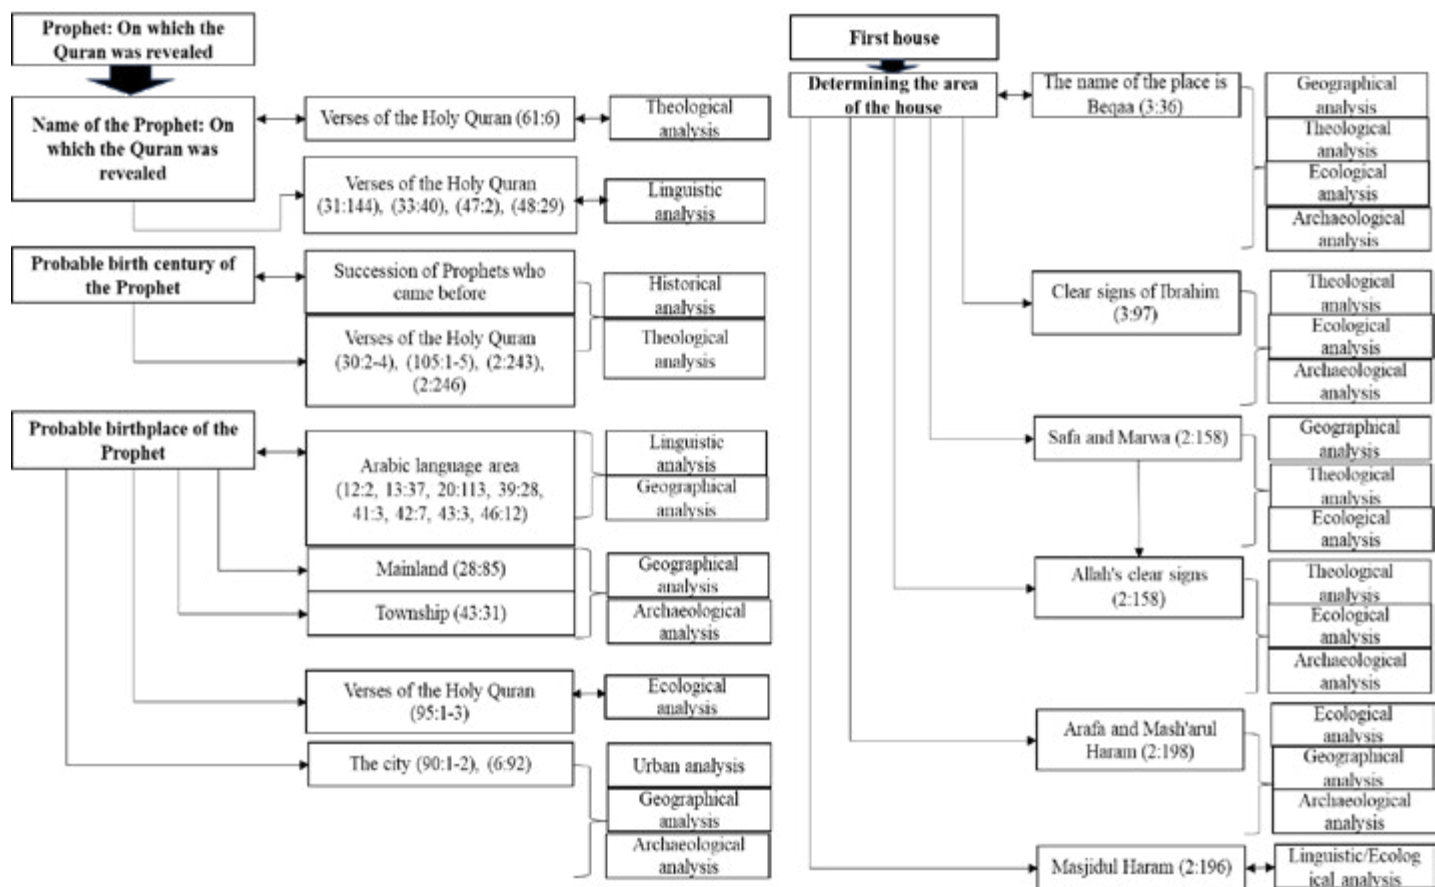 Prophet: On which the
Quran was revealed
Name of the Prophet: On
which the Quran was
revealed
Verses of the Holy Quran (61:6)
Theological
analysis
Verses of the Holy Quran
(31:144), (33:40), (47:2), (48:29)
Linguistic
analysis
Probable birth century of
the Prophet
Succession of Prophets who
came before
Historical
analysis
Verses of the Holy Quran
(30:2-4), (105:1-5), (2:243),
(2:246)
Theological
analysis
Probable birthplace of the
Prophet
Arabic language area
(12:2, 13:37, 20:113, 39:28,
41:3, 42:7, 43:3, 46:12)
Linguistic
analysis
Geographical
analysis
Mainland (28:85)
Township (43:31)
Geographical
analysis
Archaeological
analysis
Verses of the Holy Quran
(95:1-3)
Ecological
analysis
The city (90:1-2), (6:92)
Urban analysis
Geographical
analysis
Archaeological
analysis
First house
Determining the area
of the house
The name of the place is
Beqaa (3:36)
Geographical
analysis
Theological
analysis
Ecological
analysis
Archaeological
analysis
Clear signs of Ibrahim
(3:97)
Theological
analysis
Ecological
analysis
Archaeological
analysis
Safa and Marwa (2:158)
Geographical
analysis
Theological
analysis
Ecological
analysis
Allah's clear signs
(2:158)
Theological
analysis
Ecological
analysis
Archaeological
analysis
Arafa and Mash'arul
Haram (2:198)
Ecological
analysis
Geographical
analysis
Archaeological
analysis
Masjidul Haram (2:196)
Linguistic/Ecolog
ical analysis